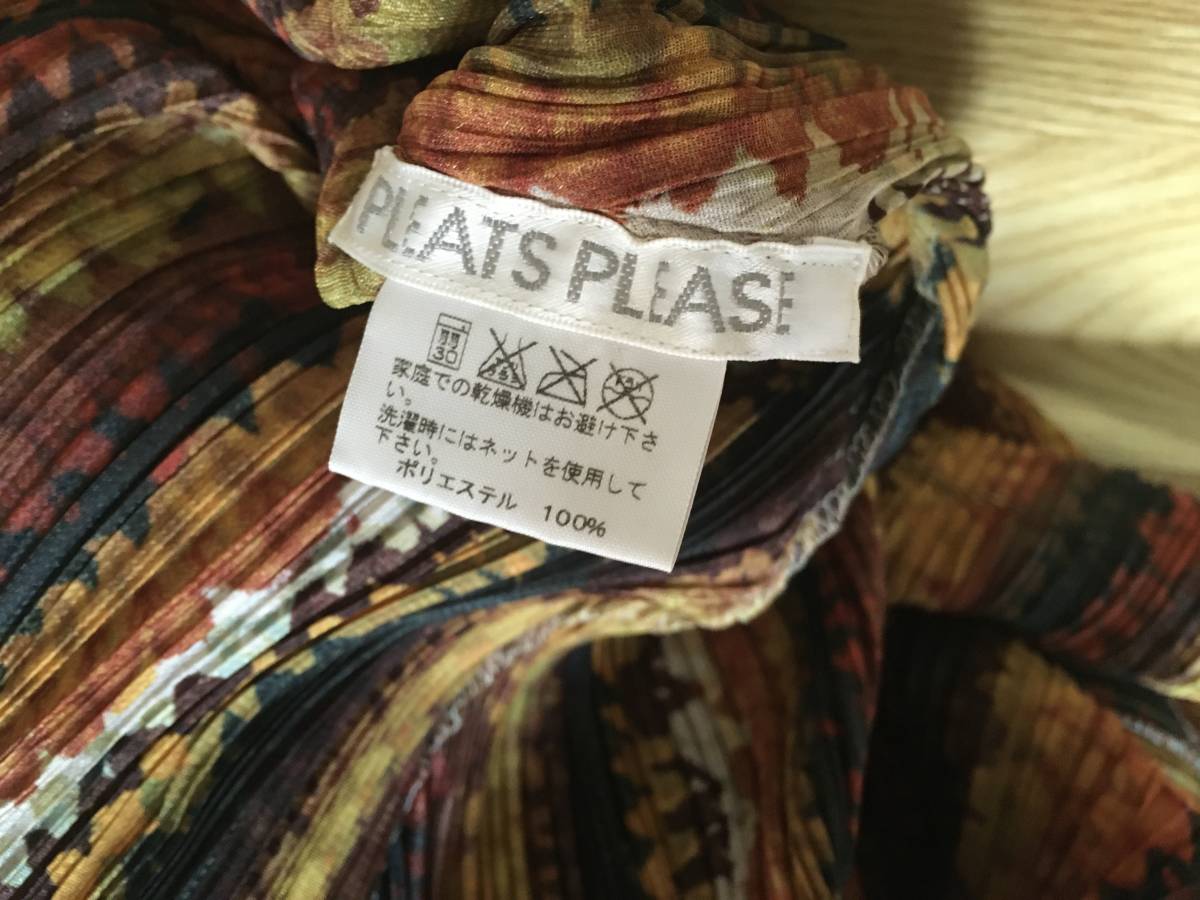 PLEATS PLEASE
30
家庭での乾燥機はお避け下さ
い。
洗濯時にはネットを使用して
下さい。
ポリエステル 100%